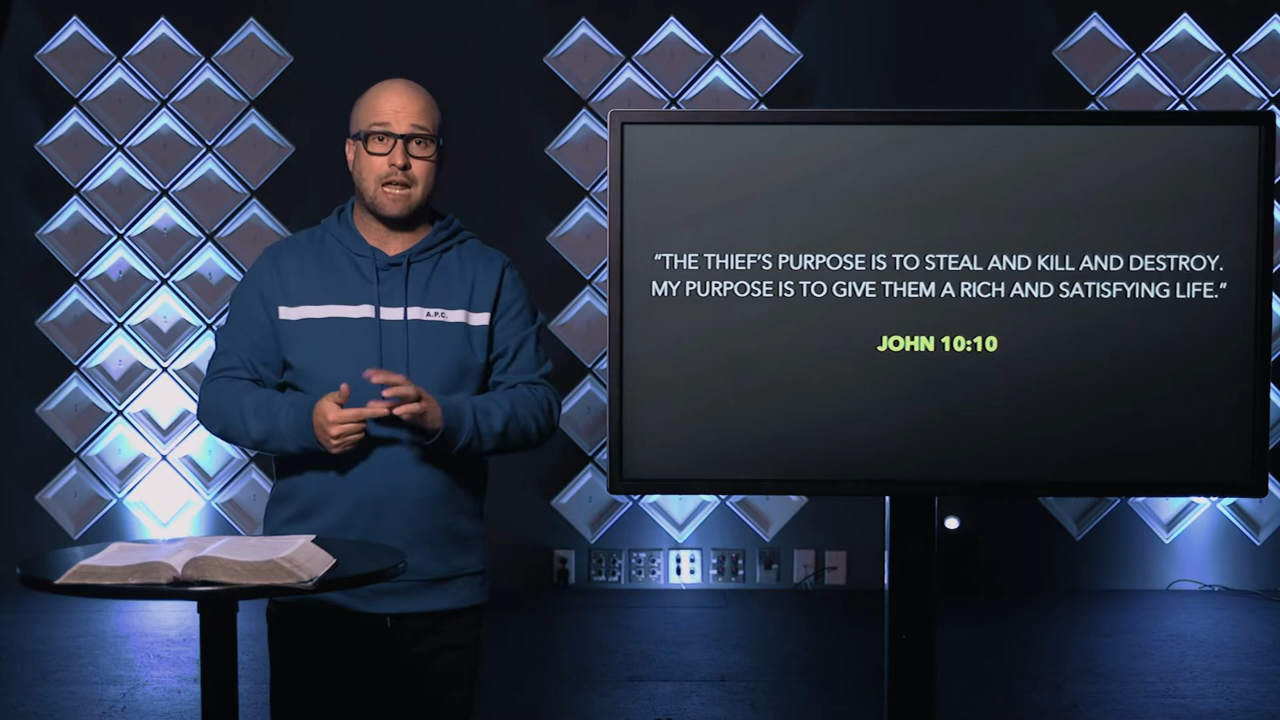 A.P.C.
“THE THIEF'S PURPOSE IS TO STEAL AND KILL AND DESTROY.
MY PURPOSE IS TO GIVE THEM A RICH AND SATISFYING LIFE.”
JOHN 10:10